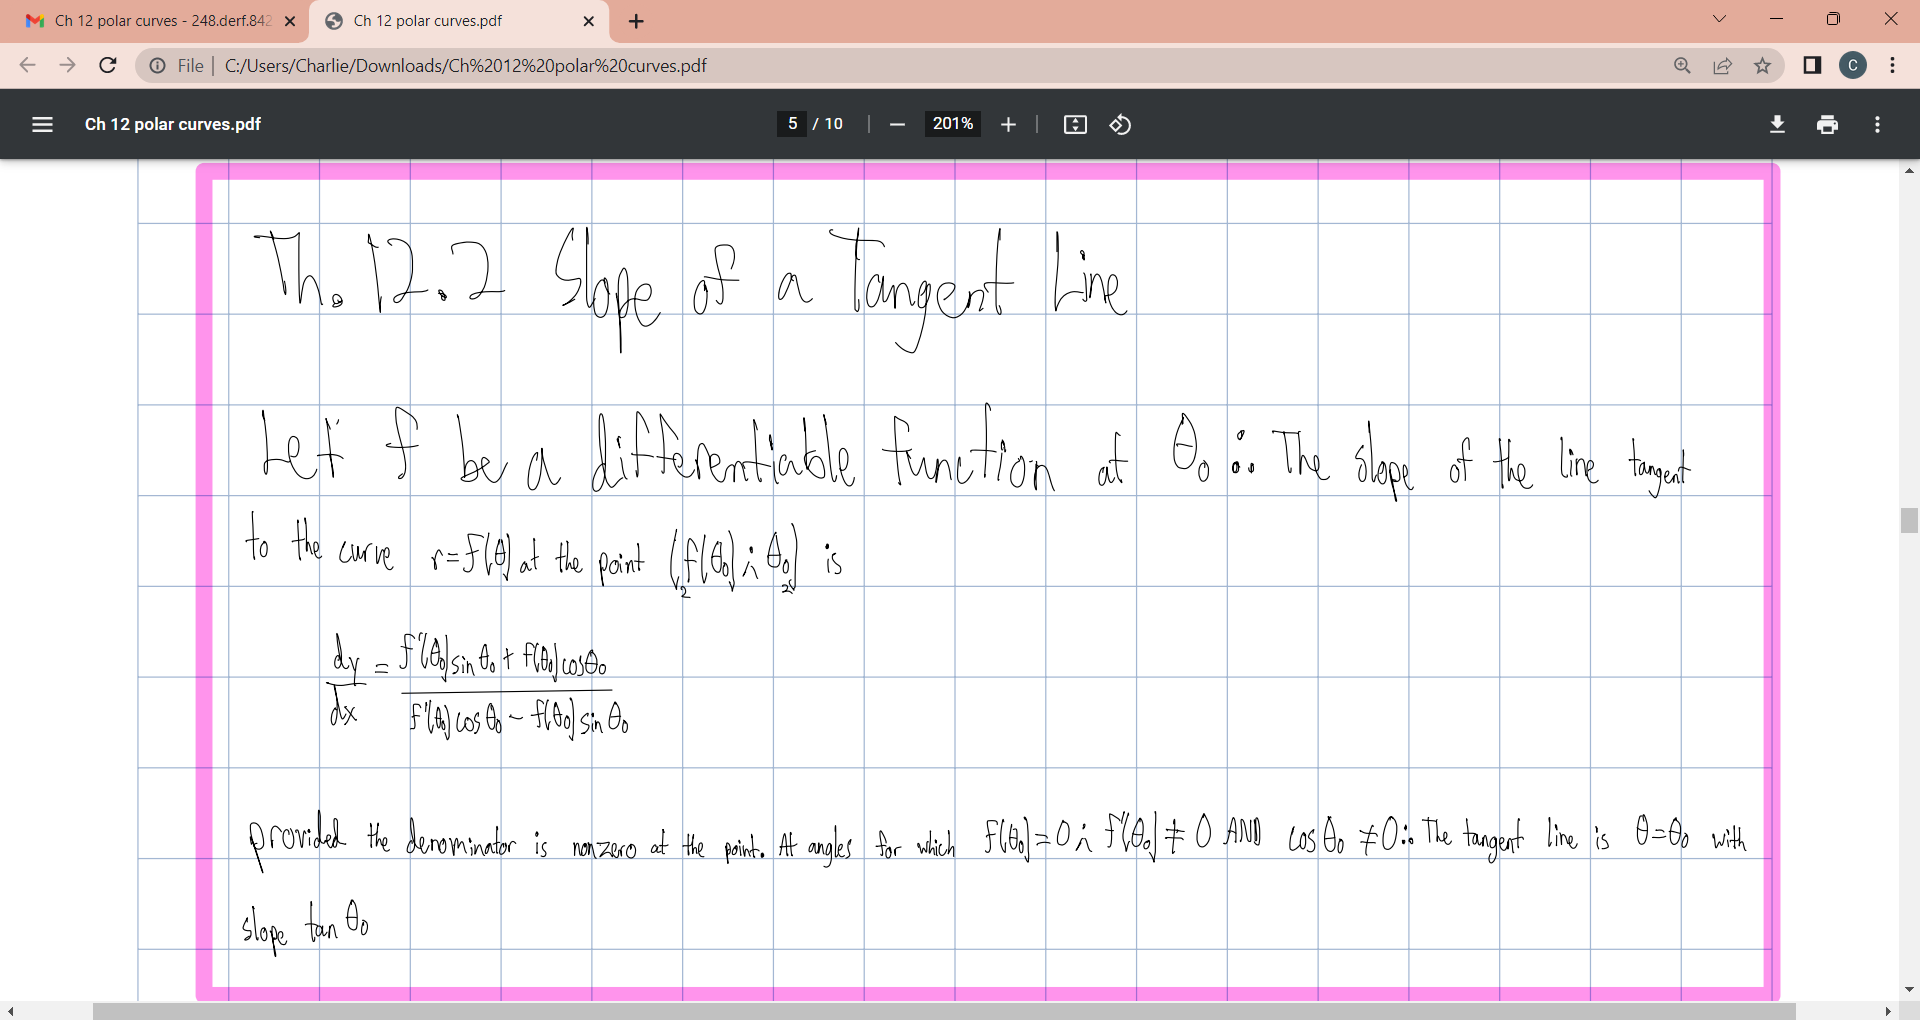 Ch 12 polar curves - 248.derf.842
Ch 12 polar curves.pdf
File | C:/Users/Charlie/Downloads/Ch%2012%20polar%20curves.pdf
C
Ch 12 polar curves.pdf
5 / 10
201%
Th. 12.2 Slope of a Tangent Line
Let f be a differentiable function at θ₀ ∴ The slope of the line tangent
to the curve r=f(θ) at the point (₂f(θ₀); θ₀)₂ is
dy/dx = (f'(θ₀)sin θ₀ + f(θ₀)cosθ₀)/(f'(θ₀)cos θ₀ - f(θ₀)sin θ₀)
provided the denominator is nonzero at the point. At angles for which f(θ₀)=0; f'(θ₀)≠0 AND cos θ₀ ≠0 ∴ The tangent line is θ=θ₀ with
slope tan θ₀